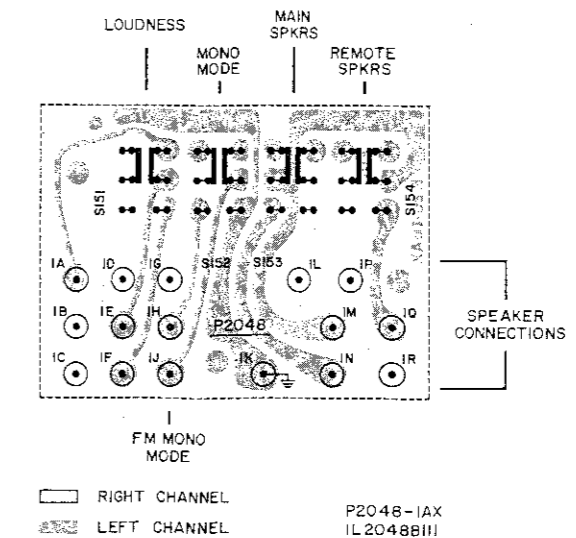 LOUDNESS
MAIN
SPKRS
MONO
MODE
REMOTE
SPKRS
S151
S154
1A
1D
1G
S152
S153
1L
1P
1B
1E
1H
P2048
1M
1Q
SPEAKER
CONNECTIONS
1C
1F
1J
1K
1N
1R
FM MONO
MODE
RIGHT CHANNEL
LEFT CHANNEL
P2048-1AX